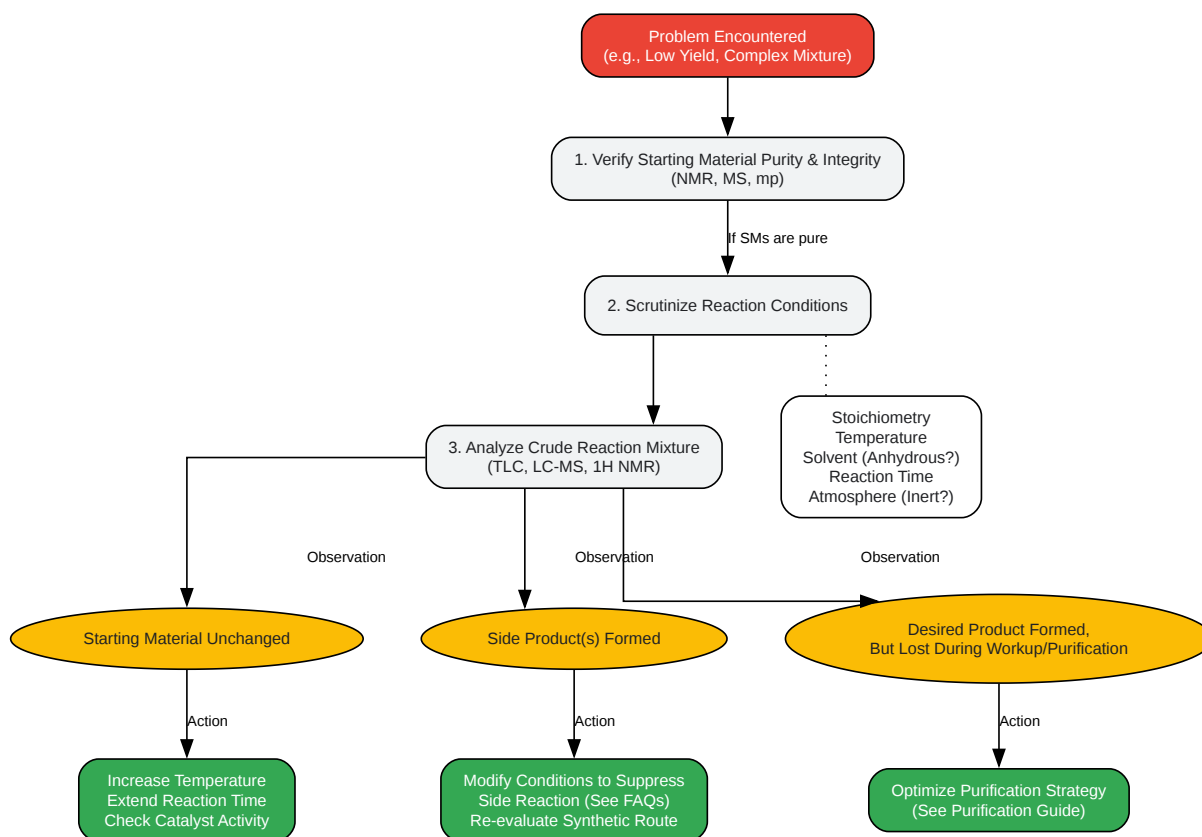 Problem Encountered
(e.g., Low Yield, Complex Mixture)
1. Verify Starting Material Purity & Integrity
(NMR, MS, mp)
If SMs are pure
2. Scrutinize Reaction Conditions
Stoichiometry
Temperature
Solvent (Anhydrous?)
Reaction Time
Atmosphere (Inert?)
3. Analyze Crude Reaction Mixture
(TLC, LC-MS, 1H NMR)
Observation
Observation
Observation
Starting Material Unchanged
Side Product(s) Formed
Desired Product Formed,
But Lost During Workup/Purification
Action
Action
Action
Increase Temperature
Extend Reaction Time
Check Catalyst Activity
Modify Conditions to Suppress
Side Reaction (See FAQs)
Re-evaluate Synthetic Route
Optimize Purification Strategy
(See Purification Guide)